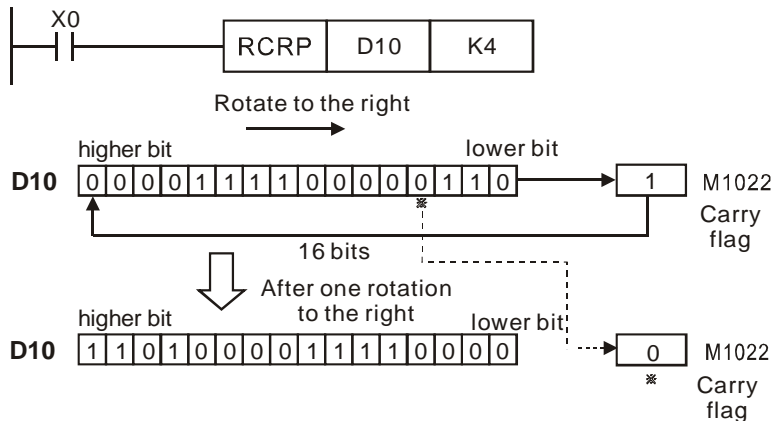 X0
RCRP D10 K4
Rotate to the right
higher bit lower bit
D10 0 0 0 0 1 1 1 1 0 0 0 0 0 1 1 0 1 M1022
※
Carry
flag
16 bits
After one rotation
to the right
higher bit lower bit
D10 1 1 0 1 0 0 0 0 1 1 1 1 0 0 0 0 0 M1022
※
Carry
flag